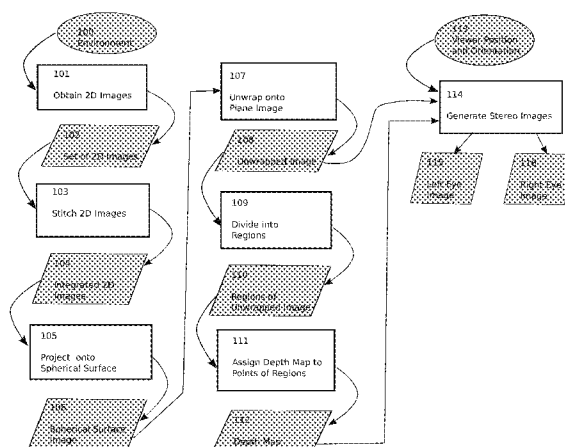 100
Environment
101
Obtain 2D Images
102
Set of 2D Images
103
Stitch 2D Images
104
Integrated 2D
Images
105
Project onto
Spherical Surface
106
Spherical Surface
Image
107
Unwrap onto
Plane Image
108
Unwrapped Image
109
Divide into
Regions
110
Regions of
Unwrapped Image
111
Assign Depth Map to
Points of Regions
112
Depth Map
113
Viewer Position
and Orientation
114
Generate Stereo Images
115
Left Eye
Image
116
Right Eye
Image